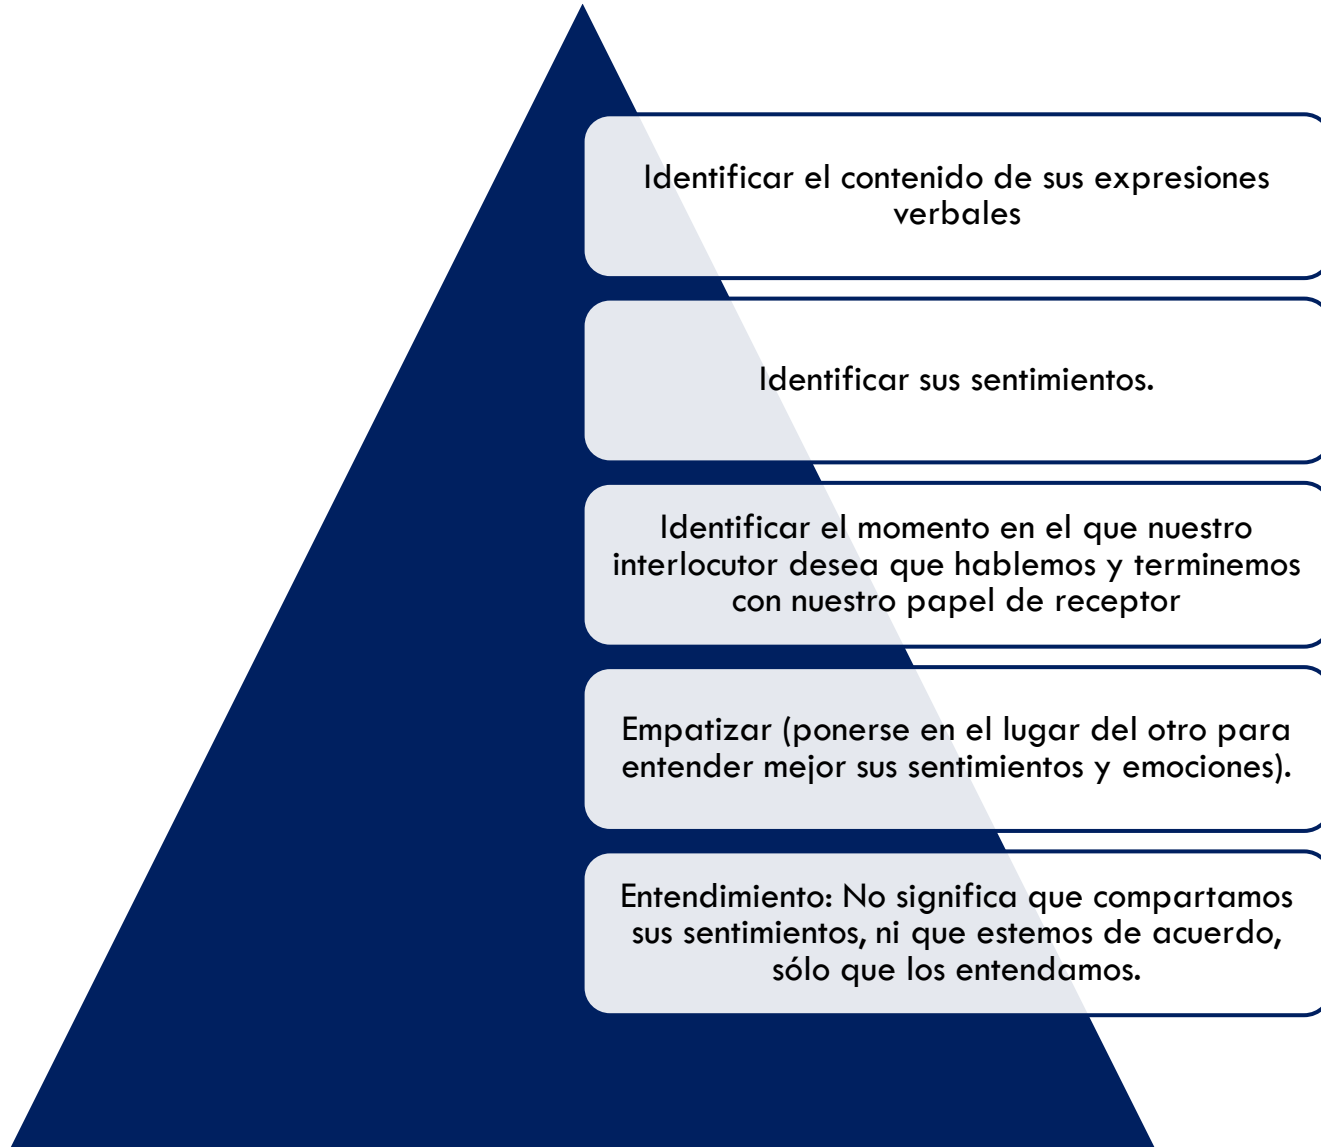 Identificar el contenido de sus expresiones
verbales
Identificar sus sentimientos.
Identificar el momento en el que nuestro
interlocutor desea que hablemos y terminemos
con nuestro papel de receptor
Empatizar (ponerse en el lugar del otro para
entender mejor sus sentimientos y emociones).
Entendimiento: No significa que compartamos
sus sentimientos, ni que estemos de acuerdo,
sólo que los entendamos.